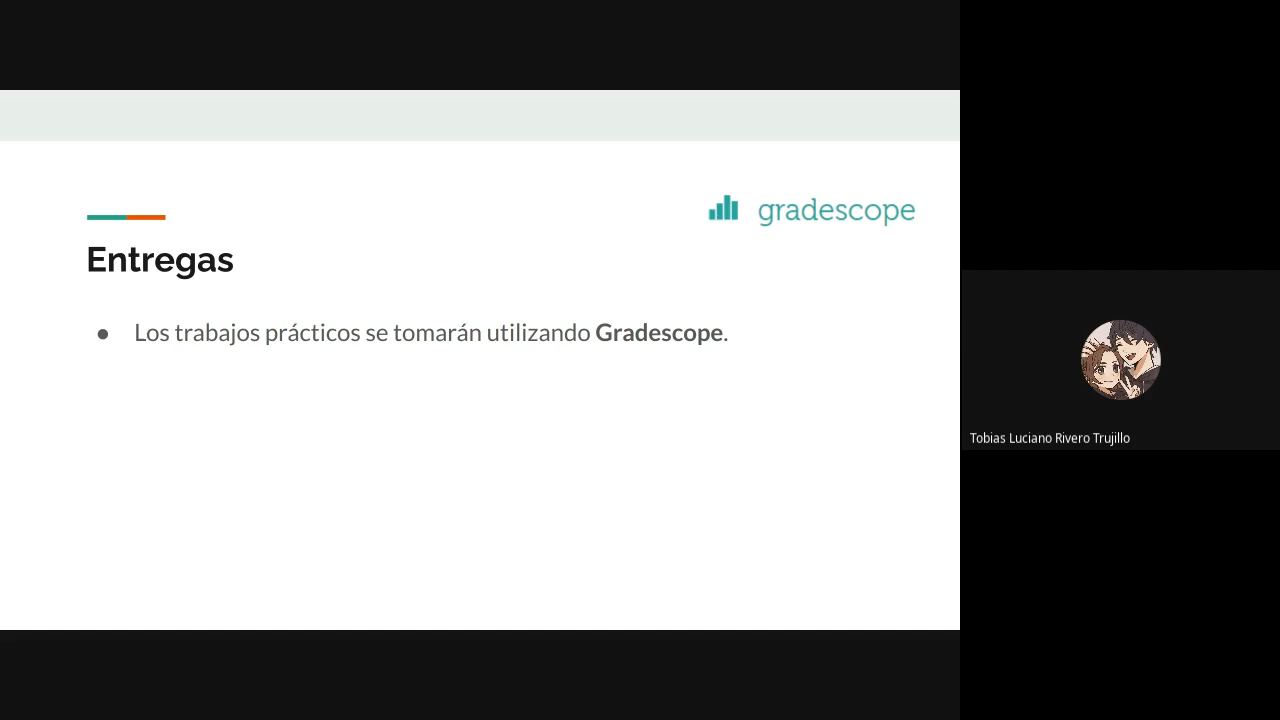 gradescope
Entregas
● Los trabajos prácticos se tomarán utilizando Gradescope.
Tobias Luciano Rivero Trujillo